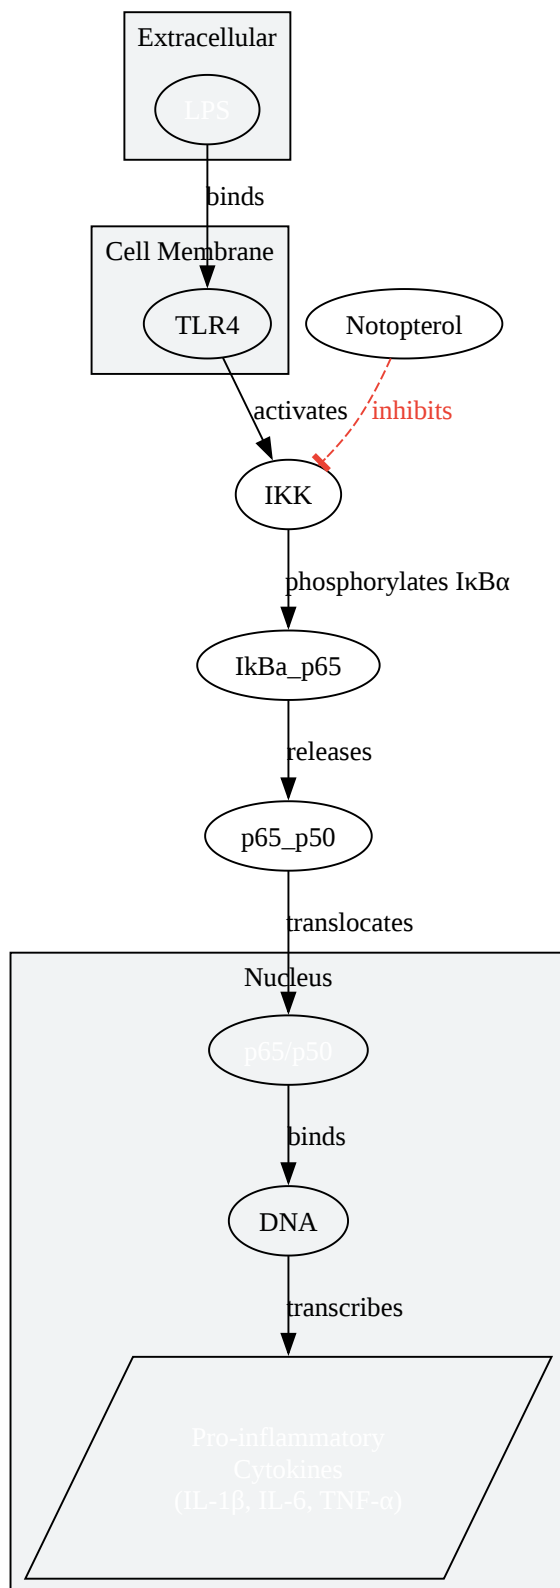 Extracellular
LPS
binds
Cell Membrane
TLR4
Notopterol
activates
inhibits
IKK
phosphorylates IκBα
IkBa_p65
releases
p65_p50
translocates
Nucleus
p65/p50
binds
DNA
transcribes
Pro-inflammatory
Cytokines
(IL-1β, IL-6, TNF-α)